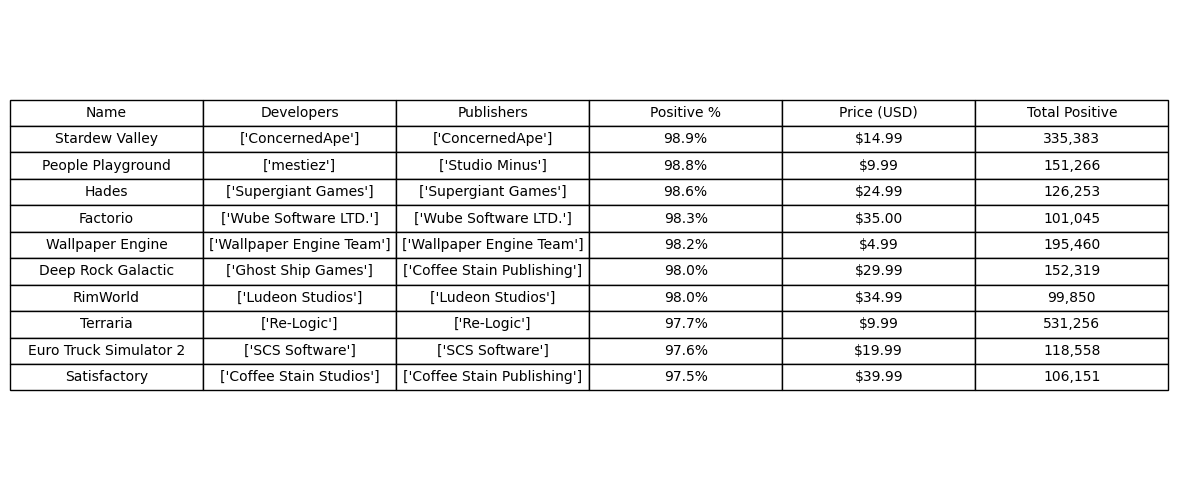 Name Developers Publishers Positive % Price (USD) Total Positive
Stardew Valley ['ConcernedApe'] ['ConcernedApe'] 98.9% $14.99 335,383
People Playground ['mestiez'] ['Studio Minus'] 98.8% $9.99 151,266
Hades ['Supergiant Games'] ['Supergiant Games'] 98.6% $24.99 126,253
Factorio ['Wube Software LTD.'] ['Wube Software LTD.'] 98.3% $35.00 101,045
Wallpaper Engine ['Wallpaper Engine Team'] ['Wallpaper Engine Team'] 98.2% $4.99 195,460
Deep Rock Galactic ['Ghost Ship Games'] ['Coffee Stain Publishing'] 98.0% $29.99 152,319
RimWorld ['Ludeon Studios'] ['Ludeon Studios'] 98.0% $34.99 99,850
Terraria ['Re-Logic'] ['Re-Logic'] 97.7% $9.99 531,256
Euro Truck Simulator 2 ['SCS Software'] ['SCS Software'] 97.6% $19.99 118,558
Satisfactory ['Coffee Stain Studios'] ['Coffee Stain Publishing'] 97.5% $39.99 106,151